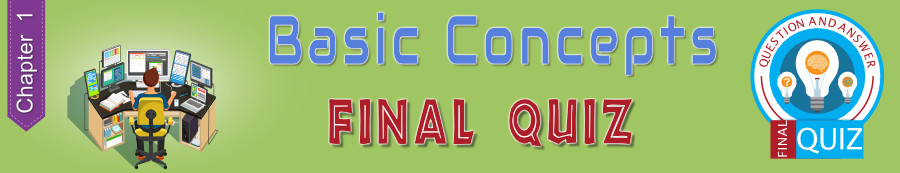 Chapter 1
Basic Concepts
FINAL QUIZ
QUESTION AND ANSWER
FINAL
QUIZ